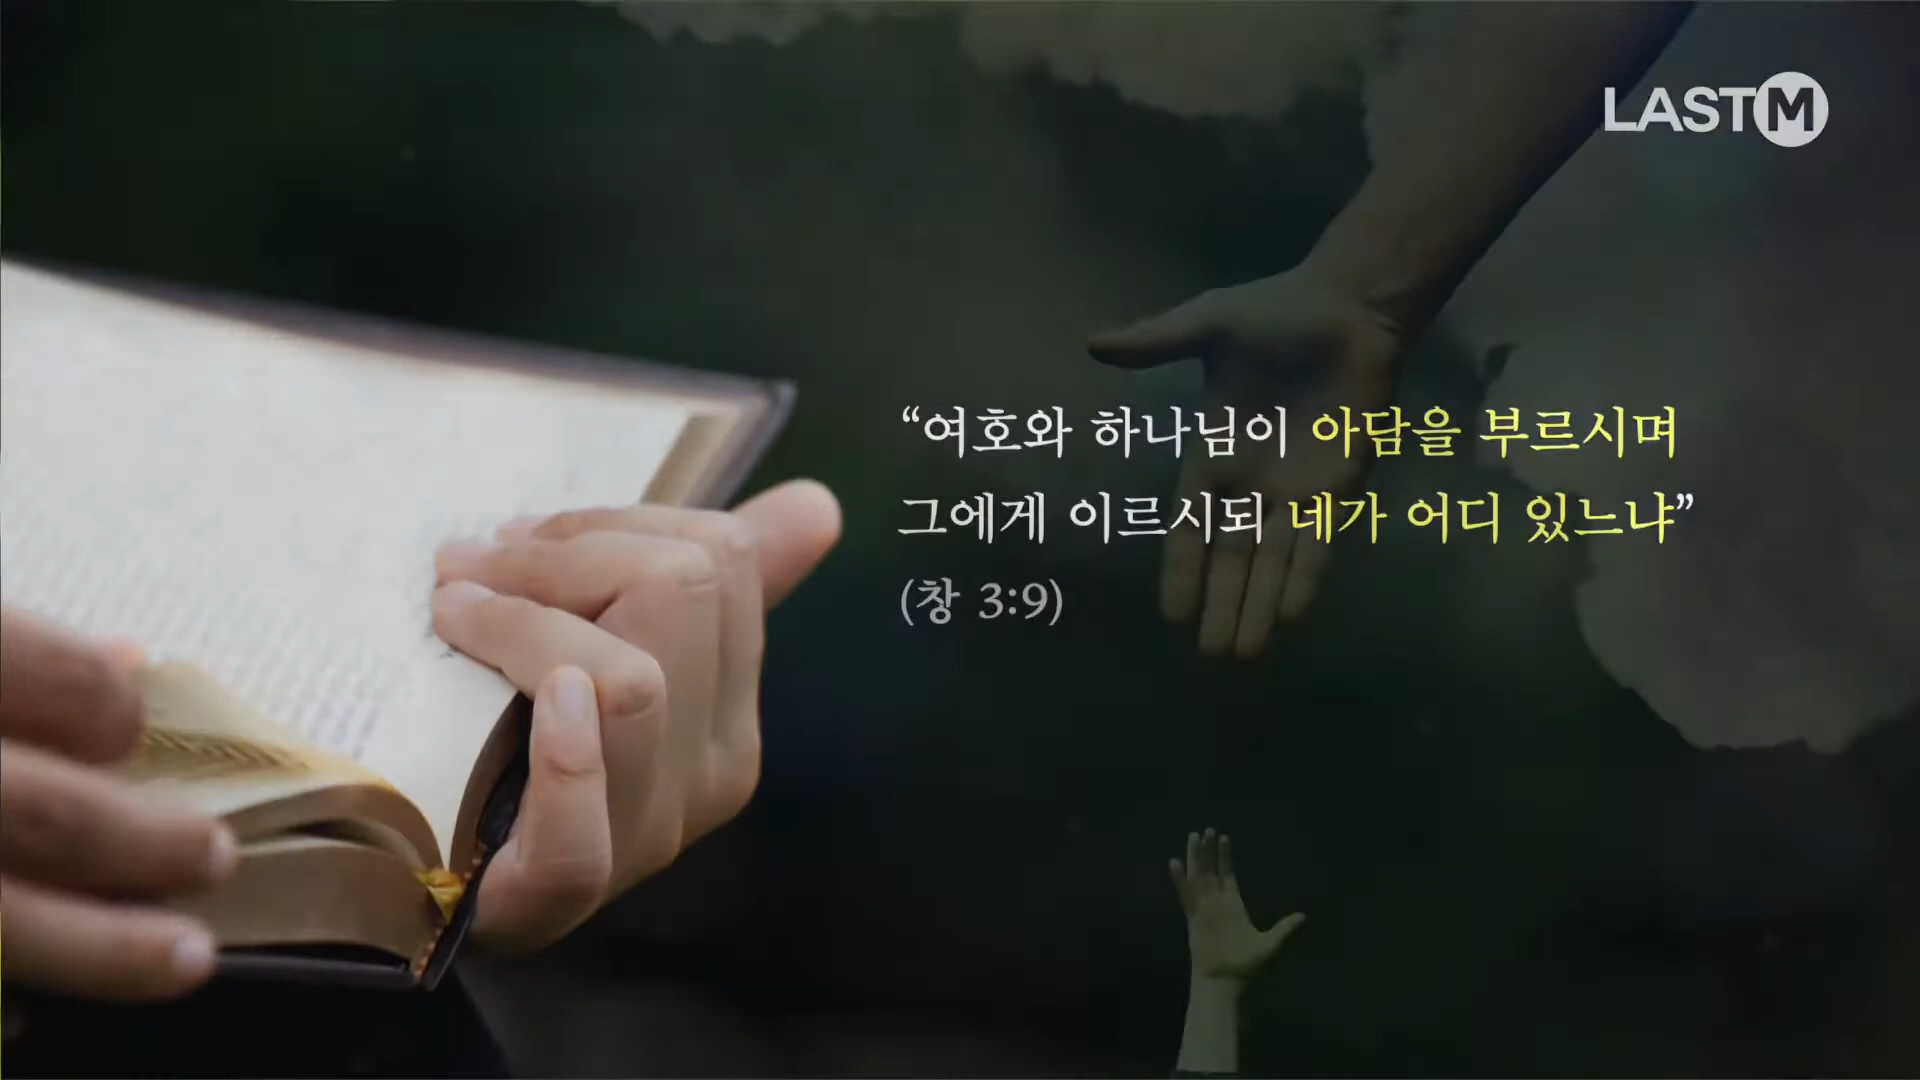 LASTM
“여호와 하나님이 아담을 부르시며
그에게 이르시되 네가 어디 있느냐”
(창 3:9)